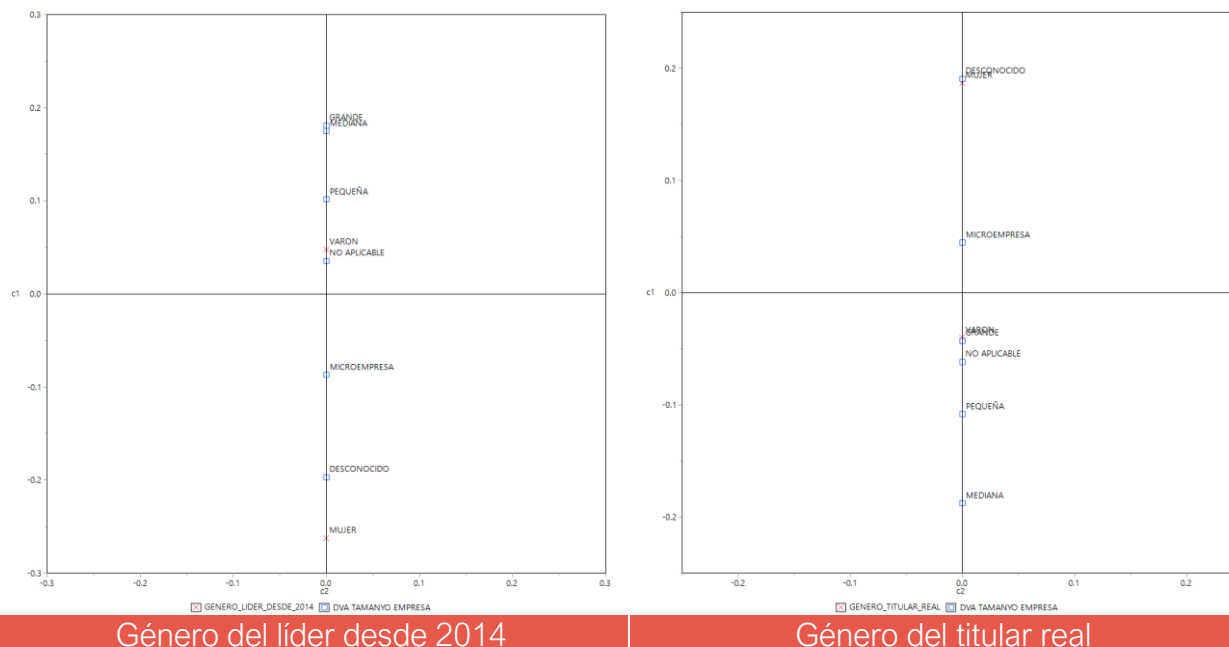 0.3
GRANDE
MEDIANA
0.2
PEQUEÑA
0.1
VARON
NO APLICABLE
c1 0.0
MICROEMPRESA
-0.1
DESCONOCIDO
-0.2
MUJER
-0.3
-0.3 -0.2 -0.1 0.0 0.1 0.2 0.3
c2
GENERO_LIDER_DESDE_2014 DVA TAMANYO EMPRESA
Género del líder desde 2014
DESCONOCIDO
MUJER
0.2
0.1
MICROEMPRESA
c1 0.0
VARON
GRANDE
NO APLICABLE
PEQUEÑA
-0.1
MEDIANA
-0.2
-0.2 -0.1 0.0 0.1 0.2
c2
GENERO_TITULAR_REAL DVA TAMANYO EMPRESA
Género del titular real